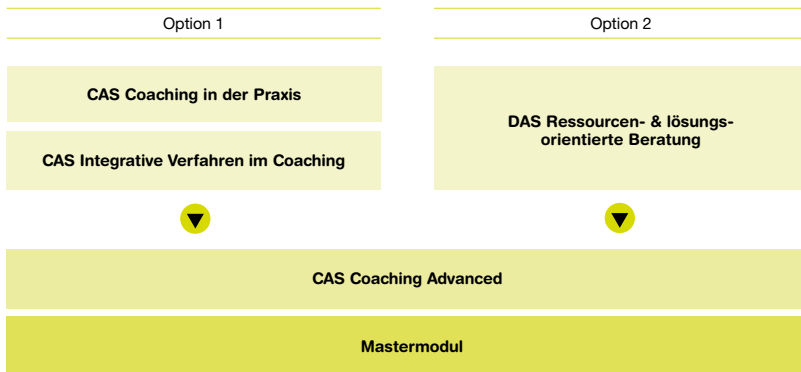 Option 1
CAS Coaching in der Praxis
CAS Integrative Verfahren im Coaching
Option 2
DAS Ressourcen- & lösungs-
orientierte Beratung
CAS Coaching Advanced
Mastermodul